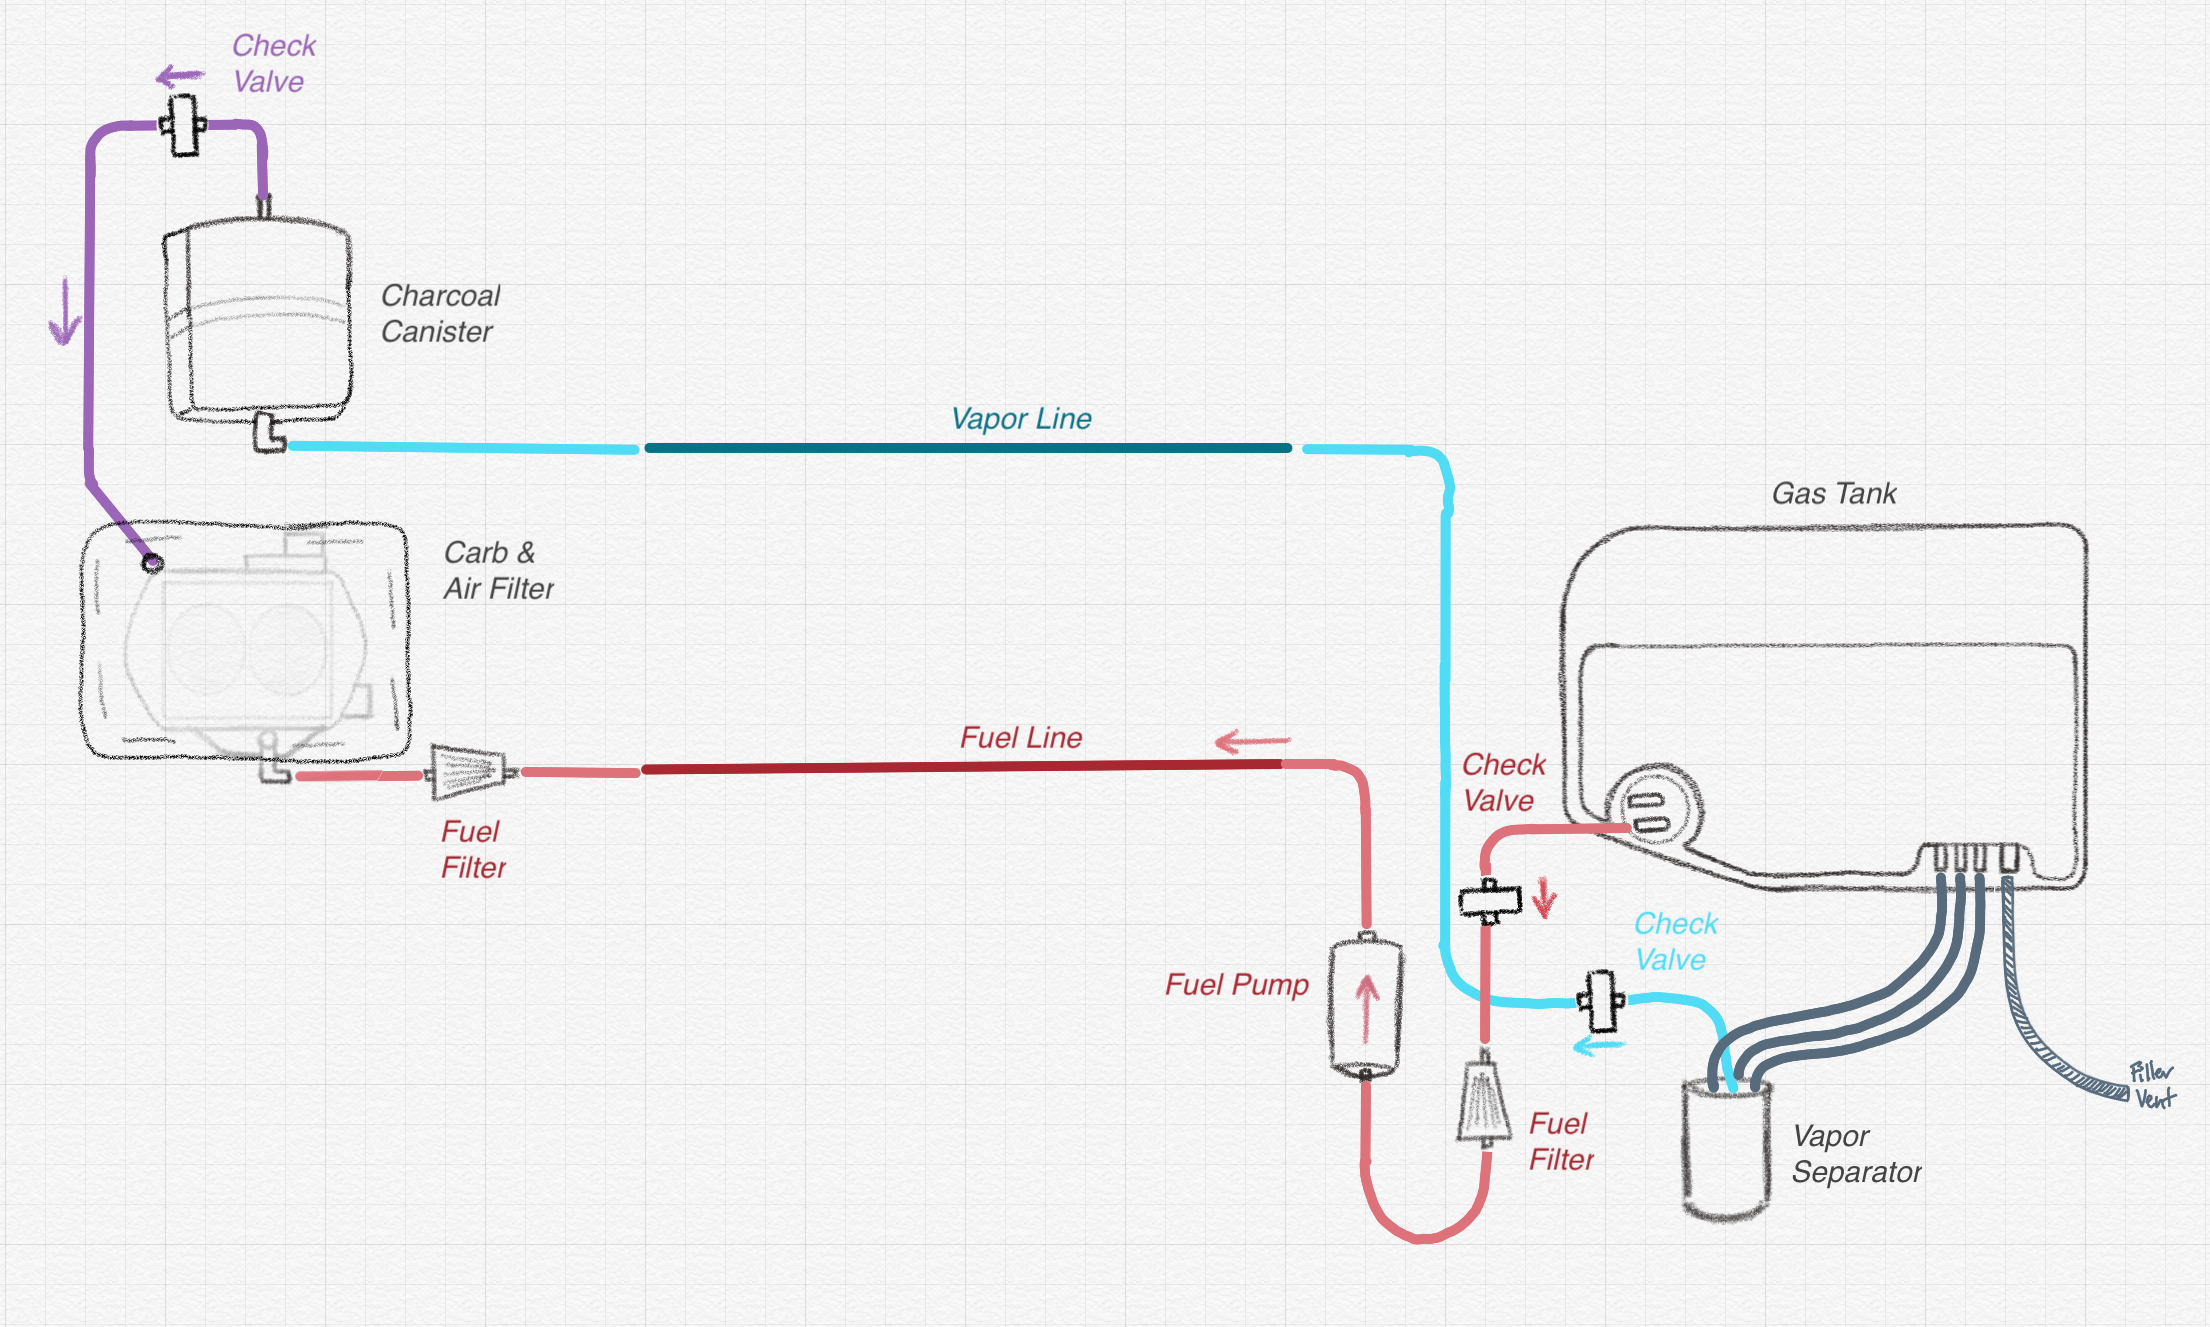 Check
Valve
Charcoal
Canister
Vapor Line
Gas Tank
Carb &
Air Filter
Fuel Line
Check
Valve
Fuel
Filter
Check
Valve
Fuel Pump
Filler
Vent
Fuel
Filter
Vapor
Separator